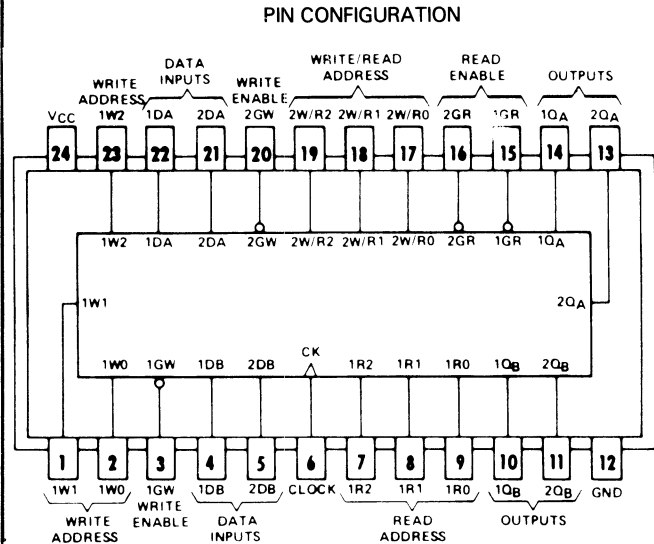 PIN CONFIGURATION
WRITE ADDRESS
DATA INPUTS
WRITE ENABLE
WRITE/READ ADDRESS
READ ENABLE
OUTPUTS
VCC 1W2 1DA 2DA 2GW 2W/R2 2W/R1 2W/R0 2GR 1GR 1QA 2QA
24 23 22 21 20 19 18 17 16 15 14 13
1W2 1DA 2DA 2GW 2W/R2 2W/R1 2W/R0 2GR 1GR 1QA
1W1 2QA
CK
1W0 1GW 1DB 2DB 1R2 1R1 1R0 1QB 2QB
1 2 3 4 5 6 7 8 9 10 11 12
1W1 1W0 1GW 1DB 2DB CLOCK 1R2 1R1 1R0 1QB 2QB GND
WRITE ADDRESS
WRITE ENABLE
DATA INPUTS
READ ADDRESS
OUTPUTS